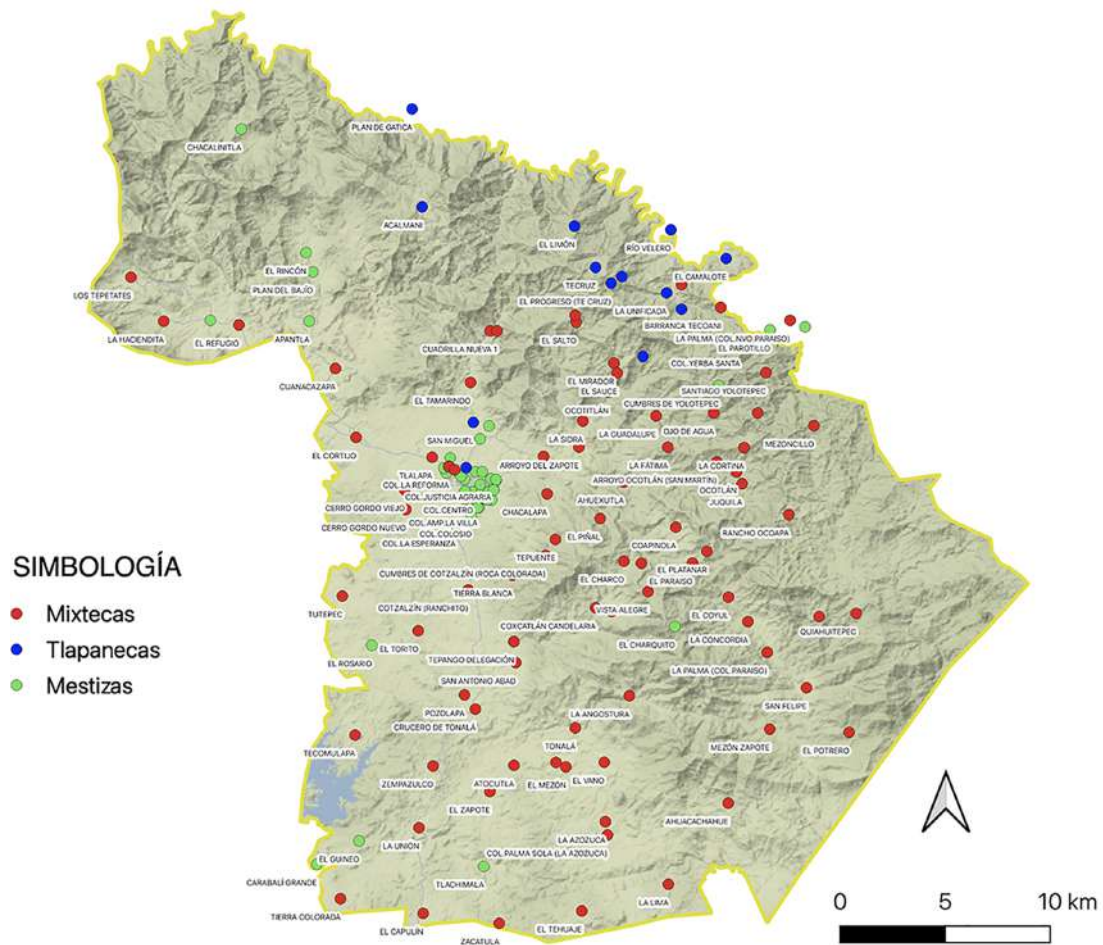 PLAN DE GATICA
CHACALINITLA
ACALMANI
EL LIMÓN
RÍO VELERO
EL RINCÓN
TECRUZ
EL CAMALOTE
LOS TEPETATES
PLAN DEL BAJÍO
EL PROGRESO (TE CRUZ)
LA UNIFICADA
BARRANCA TECOANI
LA HACIENDITA
EL REFUGIO
APANTLA
CUADRILLA NUEVA 1
EL SALTO
LA PALMA (COL.NVO.PARAISO)
EL PAROTILLO
COL.YERBA SANTA
CUANACAZAPA
EL MIRADOR
EL SAUCE
SANTIAGO YOLOTEPEC
EL TAMARINDO
OCOTITLÁN
CUMBRES DE YOLOTEPEC
SAN MIGUEL
LA SIDRA
LA GUADALUPE
OJO DE AGUA
MEZONCILLO
EL CORTIJO
TLALAPA
ARROYO DEL ZAPOTE
LA FÁTIMA
LA CORTINA
COL.LA REFORMA
ARROYO OCOTLÁN (SAN MARTÍN)
COL.JUSTICIA AGRARIA
OCOTLÁN
CERRO GORDO VIEJO
COL.CENTRO
CHACALAPA
AHUEXUTLA
JUQUILA
CERRO GORDO NUEVO
COL.AMP.LA VILLA
COL.COLOSIO
EL PIÑAL
COAPINOLA
RANCHO OCOAPA
COL.LA ESPERANZA
TEPUENTE
SIMBOLOGÍA
CUMBRES DE COTZALZÍN (ROCA COLORADA)
EL CHARCO
EL PLATANAR
EL PARAISO
Mixtecas
TIERRA BLANCA
TUTEPEC
COTZALZÍN (RANCHITO)
VISTA ALEGRE
EL COYUL
COXCATLÁN CANDELARIA
QUIAHUITEPEC
Tlapanecas
EL TORITO
EL CHARQUITO
LA CONCORDIA
EL ROSARIO
TEPANGO DELEGACIÓN
LA PALMA (COL.PARAISO)
Mestizas
SAN ANTONIO ABAD
SAN FELIPE
POZOLAPA
LA ANGOSTURA
CRUCERO DE TONALÁ
TECOMULAPA
TONALÁ
MEZÓN ZAPOTE
EL POTRERO
ZEMPAZULCO
ATOCUTLA
EL MEZÓN
EL VANO
EL ZAPOTE
AHUACACHAHUE
LA UNIÓN
LA AZOZUCA
EL GUINEO
COL.PALMA SOLA (LA AZOZUCA)
CARABALÍ GRANDE
TLACHIMALA
LA LIMA
TIERRA COLORADA
EL CAPULÍN
EL TEHUAJE
ZACATULA
0 5 10 km